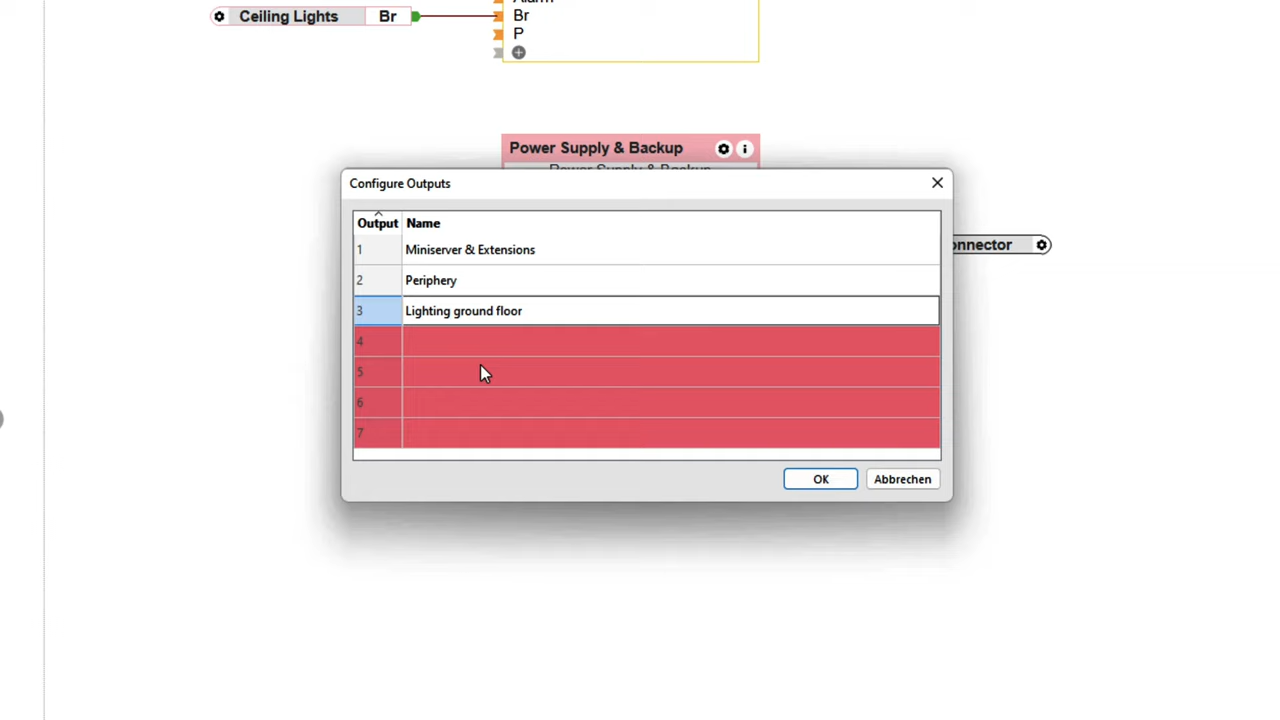 Alarm
Ceiling Lights Br
Br
P
Power Supply & Backup
Power Supply & Backup
Configure Outputs
Output Name
1 Miniserver & Extensions
2 Periphery
onnector
3 Lighting ground floor
4
5
6
7
OK Abbrechen